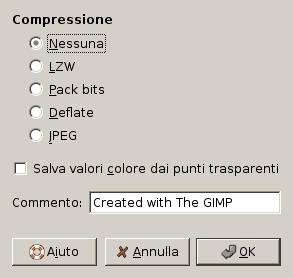 Compressione
Nessuna
LZW
Pack bits
Deflate
JPEG
Salva valori colore dai punti trasparenti
Commento: Created with The GIMP
Aiuto Annulla OK